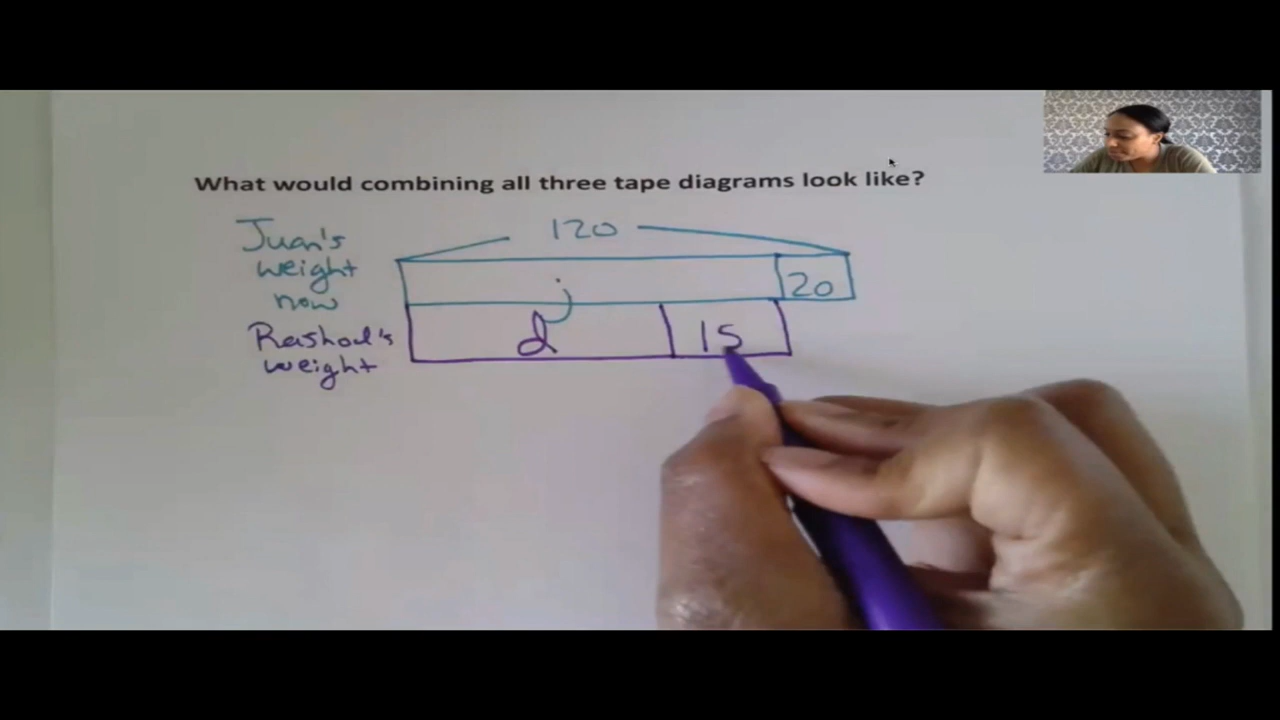 What would combining all three tape diagrams look like?
120
Juan's
weight
now
j
20
Rashod's
weight
d
15